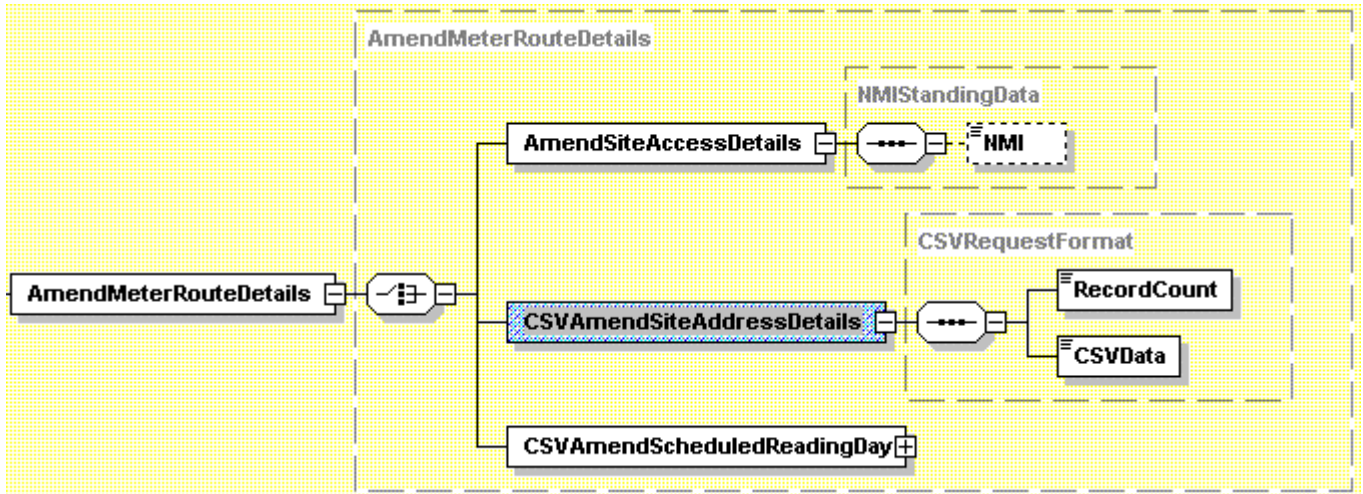 AmendMeterRouteDetails
NMIStandingData
AmendSiteAccessDetails
NMI
CSVRequestFormat
AmendMeterRouteDetails
RecordCount
CSVAmendSiteAddressDetails
CSVData
CSVAmendScheduledReadingDay